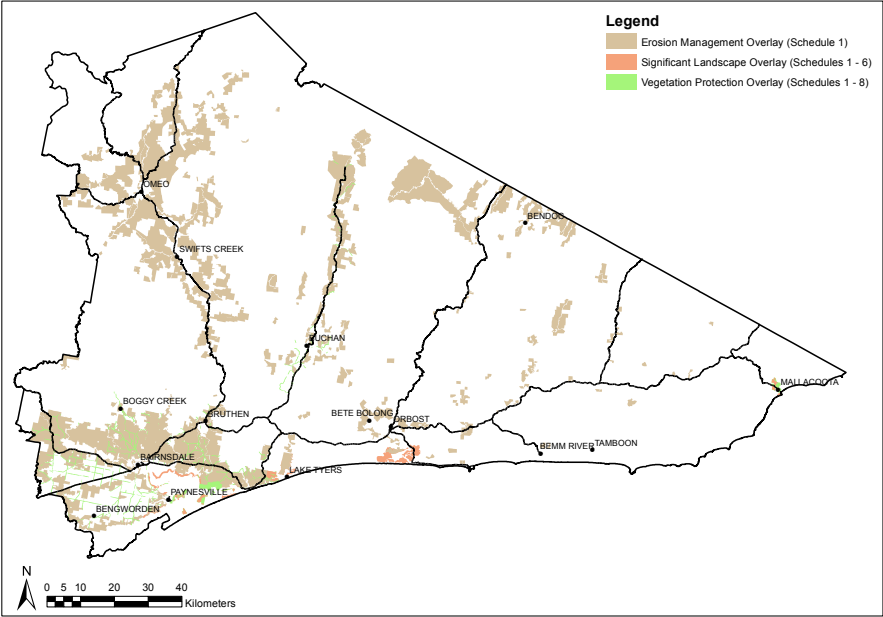 Legend
Erosion Management Overlay (Schedule 1)
Significant Landscape Overlay (Schedules 1 - 6)
Vegetation Protection Overlay (Schedules 1 - 8)
OMEO
BENDOC
SWIFTS CREEK
BUCHAN
MALLACOOTA
BOGGY CREEK
BRUTHEN
BETE BOLONG
ORBOST
BEMM RIVER
TAMBOON
BAIRNSDALE
LAKE TYERS
PAYNESVILLE
BENGWORDEN
N
0 5 10 20 30 40
Kilometers